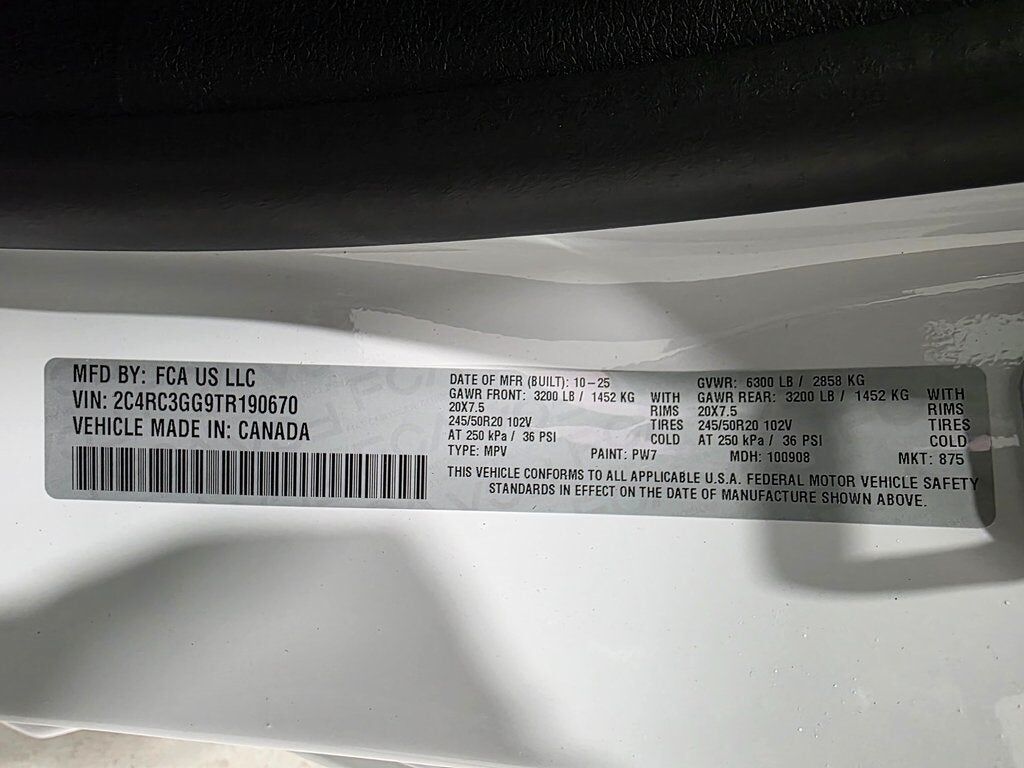 MFD BY: FCA US LLC
VIN: 2C4RC3GG9TR190670
VEHICLE MADE IN: CANADA
DATE OF MFR (BUILT): 10-25
GAWR FRONT: 3200 LB / 1452 KG WITH
20X7.5 RIMS
245/50R20 102V TIRES
AT 250 kPa / 36 PSI COLD
GVWR: 6300 LB / 2858 KG
GAWR REAR: 3200 LB / 1452 KG WITH
20X7.5 RIMS
245/50R20 102V TIRES
AT 250 kPa / 36 PSI COLD
TYPE: MPV PAINT: PW7 MDH: 100908 MKT: 875
THIS VEHICLE CONFORMS TO ALL APPLICABLE U.S.A. FEDERAL MOTOR VEHICLE SAFETY
STANDARDS IN EFFECT ON THE DATE OF MANUFACTURE SHOWN ABOVE.